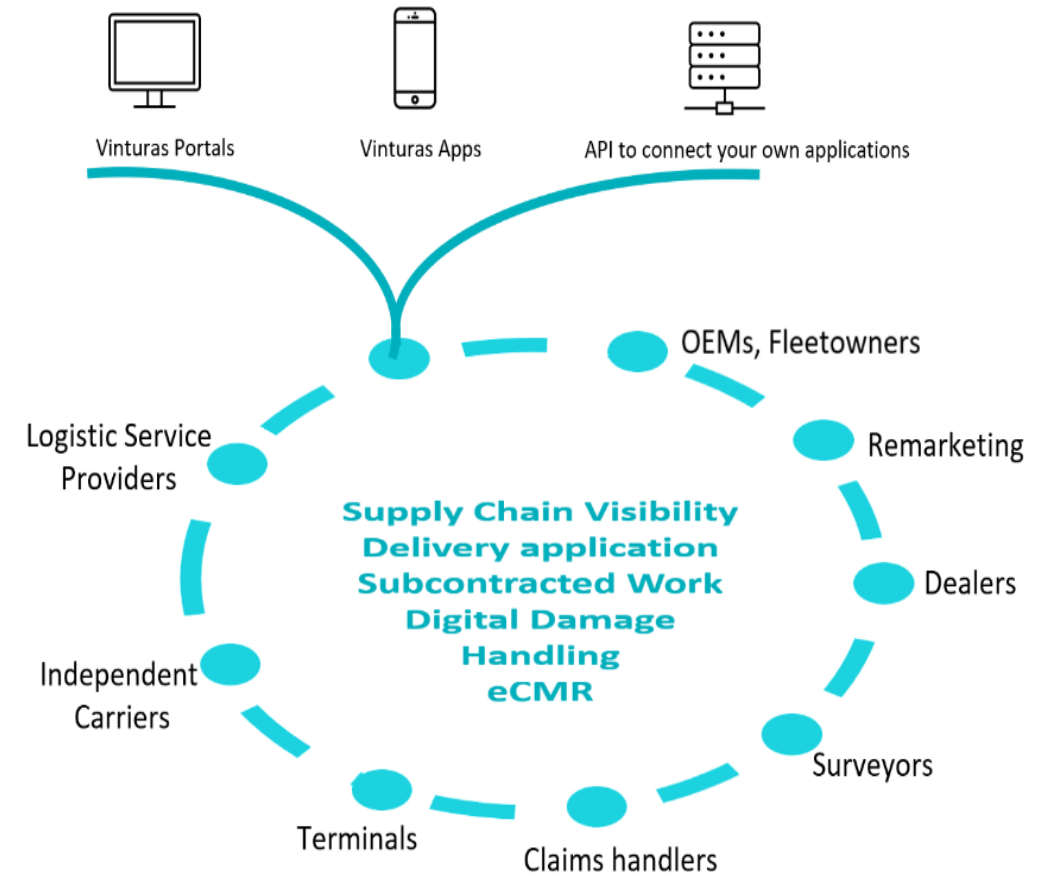 Vinturas Portals
Vinturas Apps
API to connect your own applications
OEMs, Fleetowners
Logistic Service
Providers
Remarketing
Supply Chain Visibility
Delivery application
Subcontracted Work
Digital Damage
Handling
eCMR
Dealers
Independent
Carriers
Surveyors
Terminals
Claims handlers